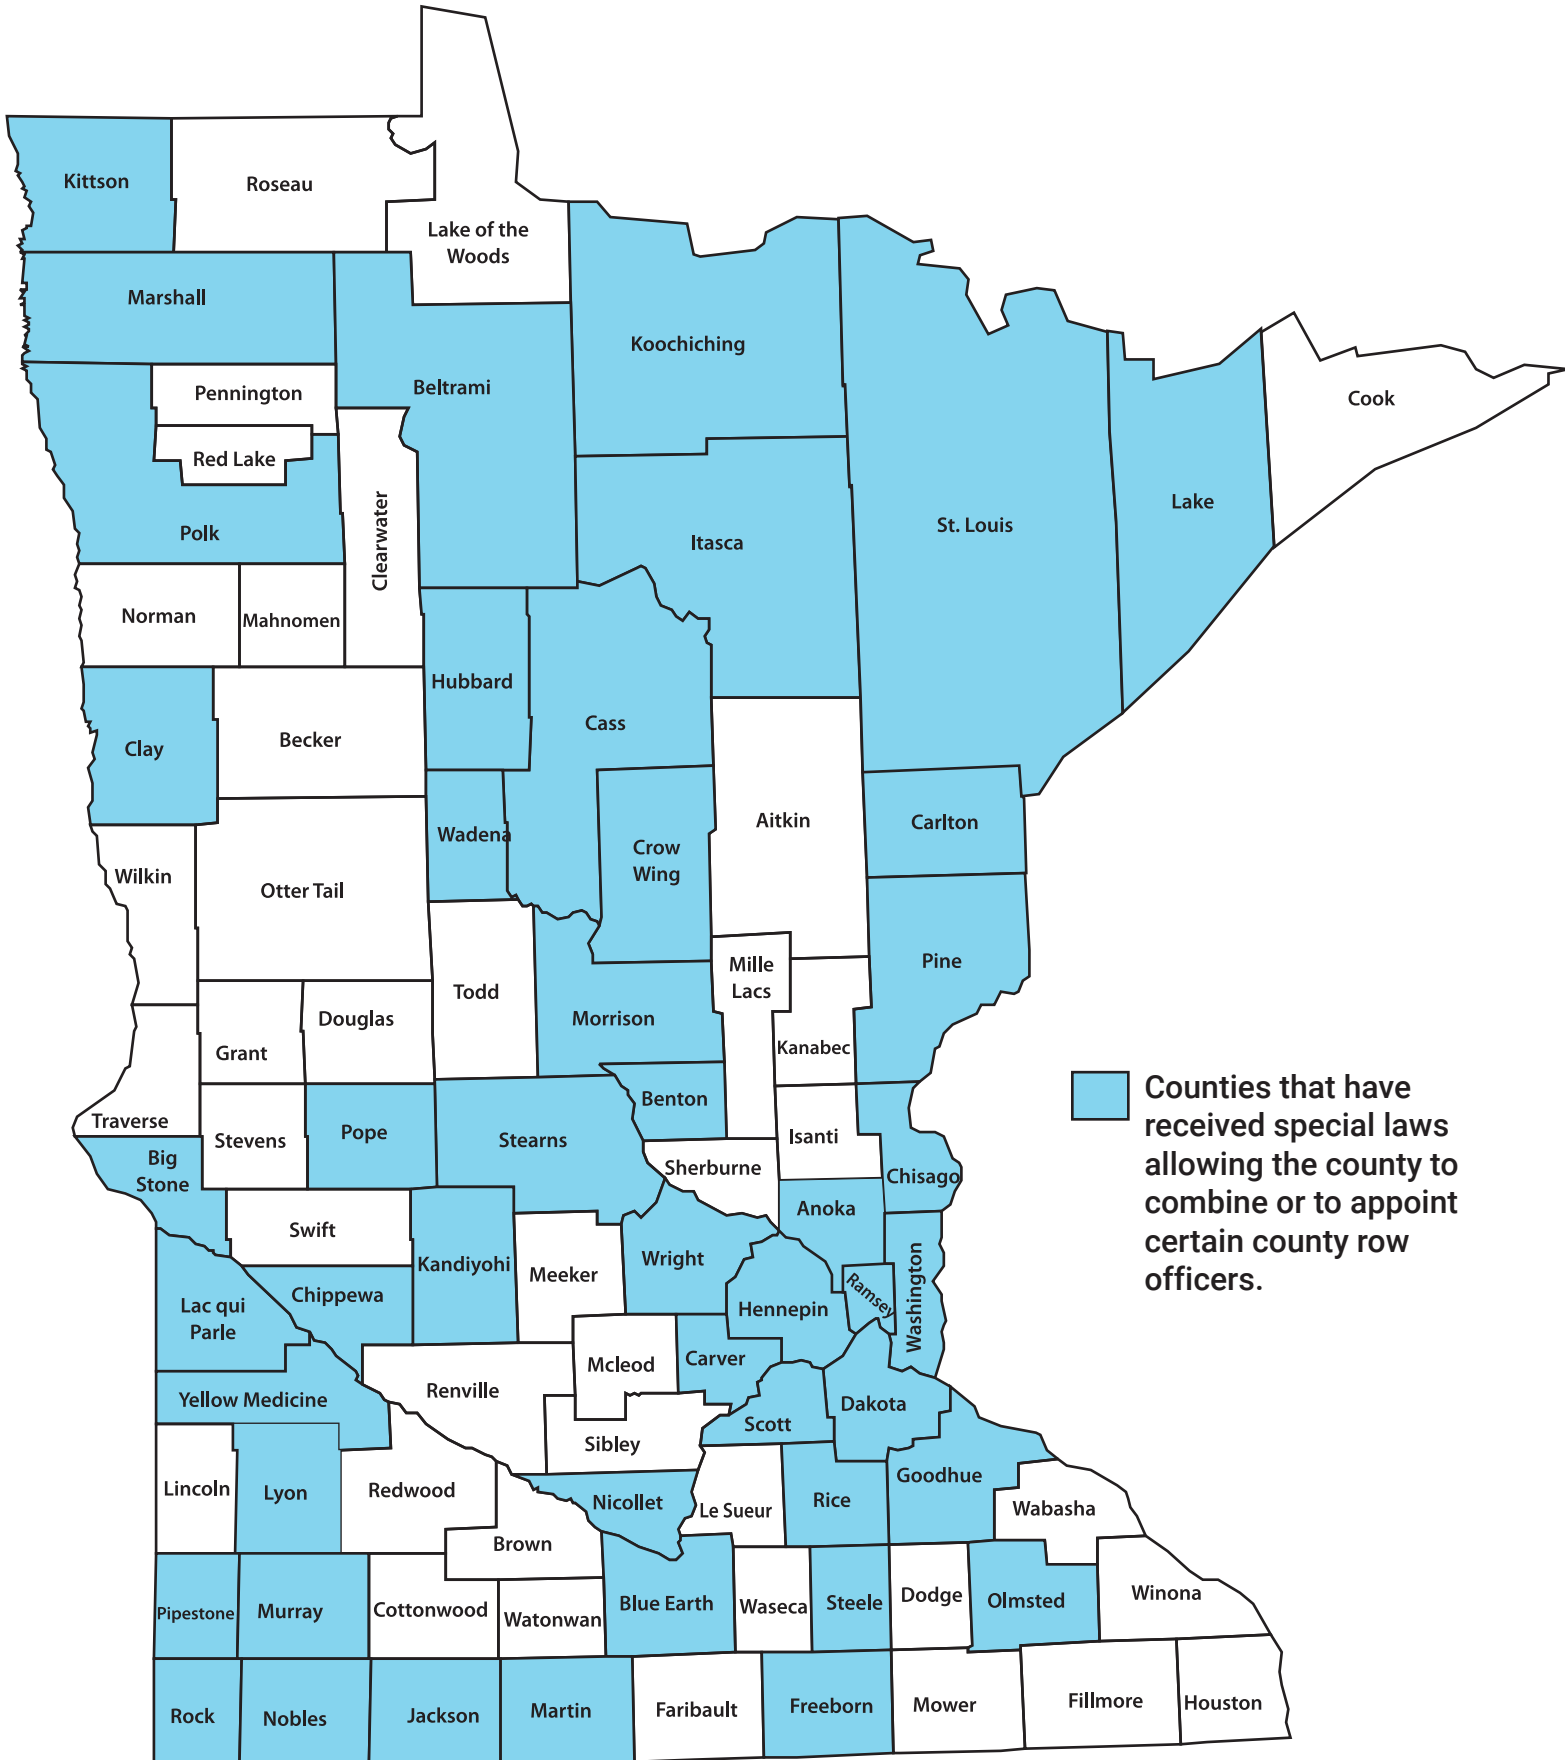 Kittson
Roseau
Lake of the
Woods
Marshall
Koochiching
Beltrami
Pennington
Cook
Red Lake
Lake
St. Louis
Polk
Itasca
Clearwater
Norman
Mahnomen
Hubbard
Cass
Becker
Clay
Aitkin
Carlton
Wadena
Crow
Wing
Wilkin
Otter Tail
Pine
Mille
Lacs
Todd
Douglas
Morrison
Kanabec
Grant
Benton
Traverse
Stevens
Pope
Stearns
Isanti
Big
Stone
Sherburne
Chisago
Anoka
Swift
Kandiyohi
Wright
Meeker
Washington
Ramsey
Hennepin
Chippewa
Lac qui
Parle
Carver
Mcleod
Renville
Yellow Medicine
Dakota
Scott
Sibley
Goodhue
Lincoln
Lyon
Redwood
Nicollet
Le Sueur
Rice
Wabasha
Brown
Pipestone
Murray
Cottonwood
Watonwan
Blue Earth
Waseca
Steele
Dodge
Olmsted
Winona
Rock
Nobles
Jackson
Martin
Faribault
Freeborn
Mower
Fillmore
Houston
Counties that have
received special laws
allowing the county to
combine or to appoint
certain county row
officers.